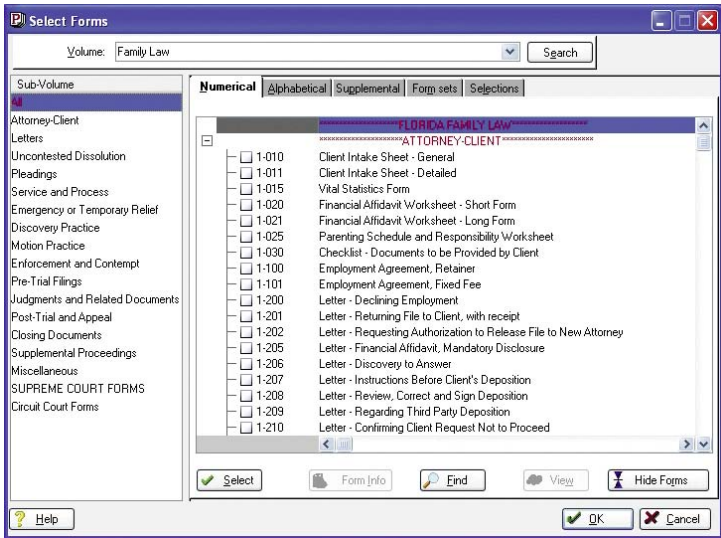 Select Forms
Volume: Family Law Search
Sub-Volume
All
Attorney-Client
Letters
Uncontested Dissolution
Pleadings
Service and Process
Emergency or Temporary Relief
Discovery Practice
Motion Practice
Enforcement and Contempt
Pre-Trial Filings
Judgments and Related Documents
Post-Trial and Appeal
Closing Documents
Supplemental Proceedings
Miscellaneous
SUPREME COURT FORMS
Circuit Court Forms
Numerical Alphabetical Supplemental Form sets Selections
*******************FLORIDA FAMILY LAW*******************
********************ATTORNEY-CLIENT**********************
1-010 Client Intake Sheet - General
1-011 Client Intake Sheet - Detailed
1-015 Vital Statistics Form
1-020 Financial Affidavit Worksheet - Short Form
1-021 Financial Affidavit Worksheet - Long Form
1-025 Parenting Schedule and Responsibility Worksheet
1-030 Checklist - Documents to be Provided by Client
1-100 Employment Agreement, Retainer
1-101 Employment Agreement, Fixed Fee
1-200 Letter - Declining Employment
1-201 Letter - Returning File to Client, with receipt
1-202 Letter - Requesting Authorization to Release File to New Attorney
1-205 Letter - Financial Affidavit, Mandatory Disclosure
1-206 Letter - Discovery to Answer
1-207 Letter - Instructions Before Client's Deposition
1-208 Letter - Review, Correct and Sign Deposition
1-209 Letter - Regarding Third Party Deposition
1-210 Letter - Confirming Client Request Not to Proceed
Select Form Info Find View Hide Forms
Help OK Cancel